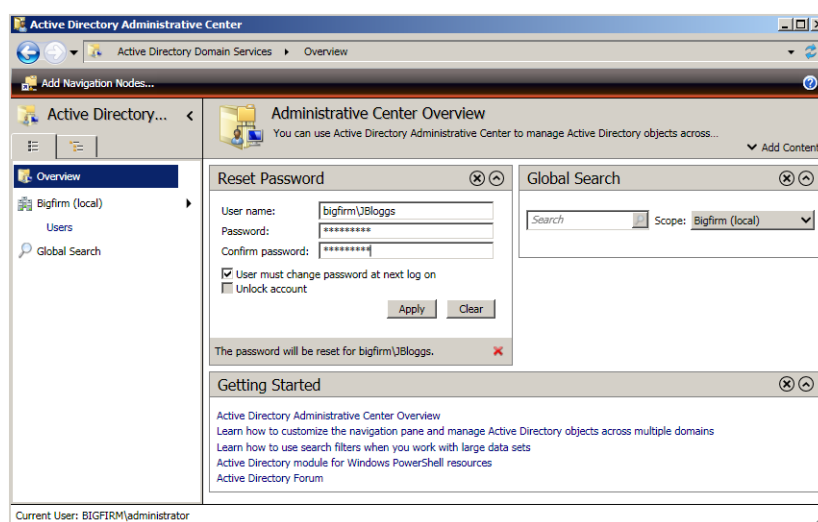 Active Directory Administrative Center
Active Directory Domain Services Overview
Add Navigation Nodes...
Active Directory...
Administrative Center Overview
You can use Active Directory Administrative Center to manage Active Directory objects across...
Add Content
Overview
Bigfirm (local)
Users
Global Search
Reset Password
User name: bigfirm\JBloggs
Password: *********
Confirm password: *********
User must change password at next log on
Unlock account
Apply Clear
The password will be reset for bigfirm\JBloggs.
Global Search
Search Scope: Bigfirm (local)
Getting Started
Active Directory Administrative Center Overview
Learn how to customize the navigation pane and manage Active Directory objects across multiple domains
Learn how to use search filters when you work with large data sets
Active Directory module for Windows PowerShell resources
Active Directory Forum
Current User: BIGFIRM\administrator